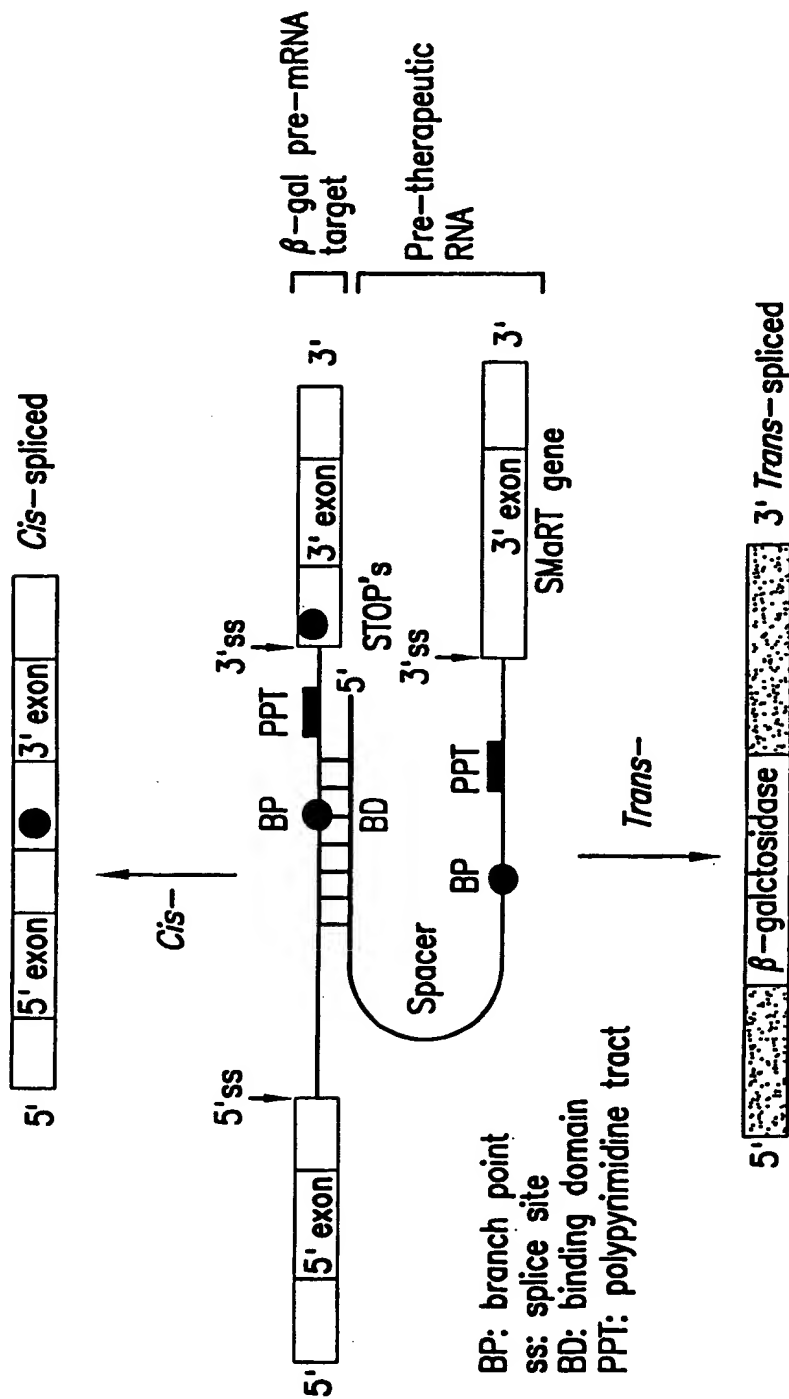 Cis-spliced
5'
5' exon
3' exon
Cis-
β-gal pre-mRNA
target
Pre-therapeutic
RNA
5'
5' exon
5'ss
BP
PPT
3'ss
3' exon
3'
STOP's
BD
5'
Spacer
BP
PPT
3'ss
3' exon
3'
SMaRT gene
Trans-
BP: branch point
ss: splice site
BD: binding domain
PPT: polypyrimidine tract
5'
β-galctosidase
3' Trans-spliced